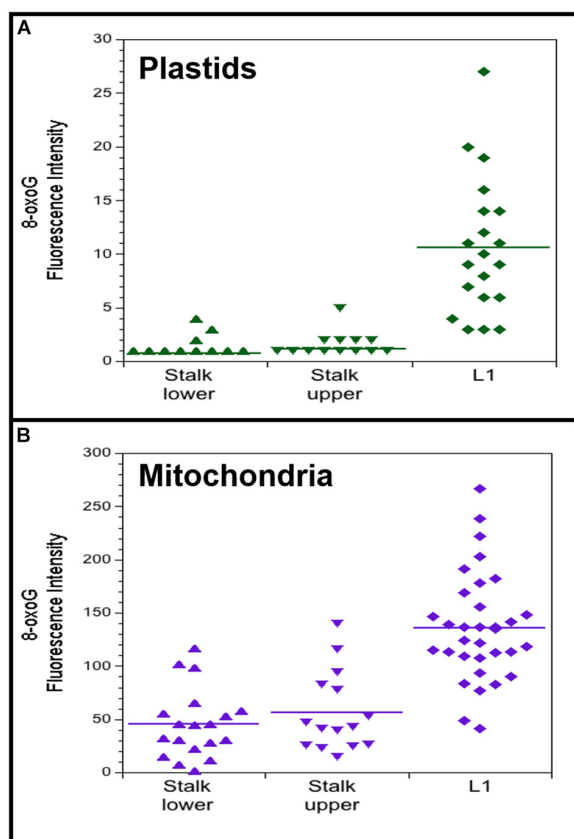 A
Plastids
8-oxoG
Fluorescence Intensity
30
25
20
15
10
5
0
Stalk
lower
Stalk
upper
L1
B
Mitochondria
8-oxoG
Fluorescence Intensity
300
250
200
150
100
50
0
Stalk
lower
Stalk
upper
L1